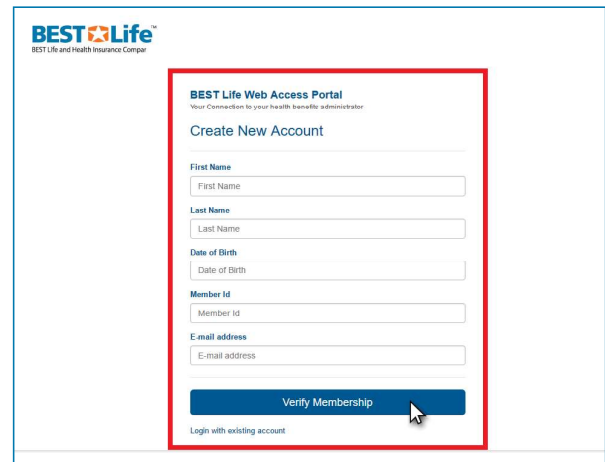 BEST Life™
BEST Life and Health Insurance Compar
BEST Life Web Access Portal
Your Connection to your health benefits administrator
Create New Account
First Name
First Name
Last Name
Last Name
Date of Birth
Date of Birth
Member Id
Member Id
E-mail address
E-mail address
Verify Membership
Login with existing account